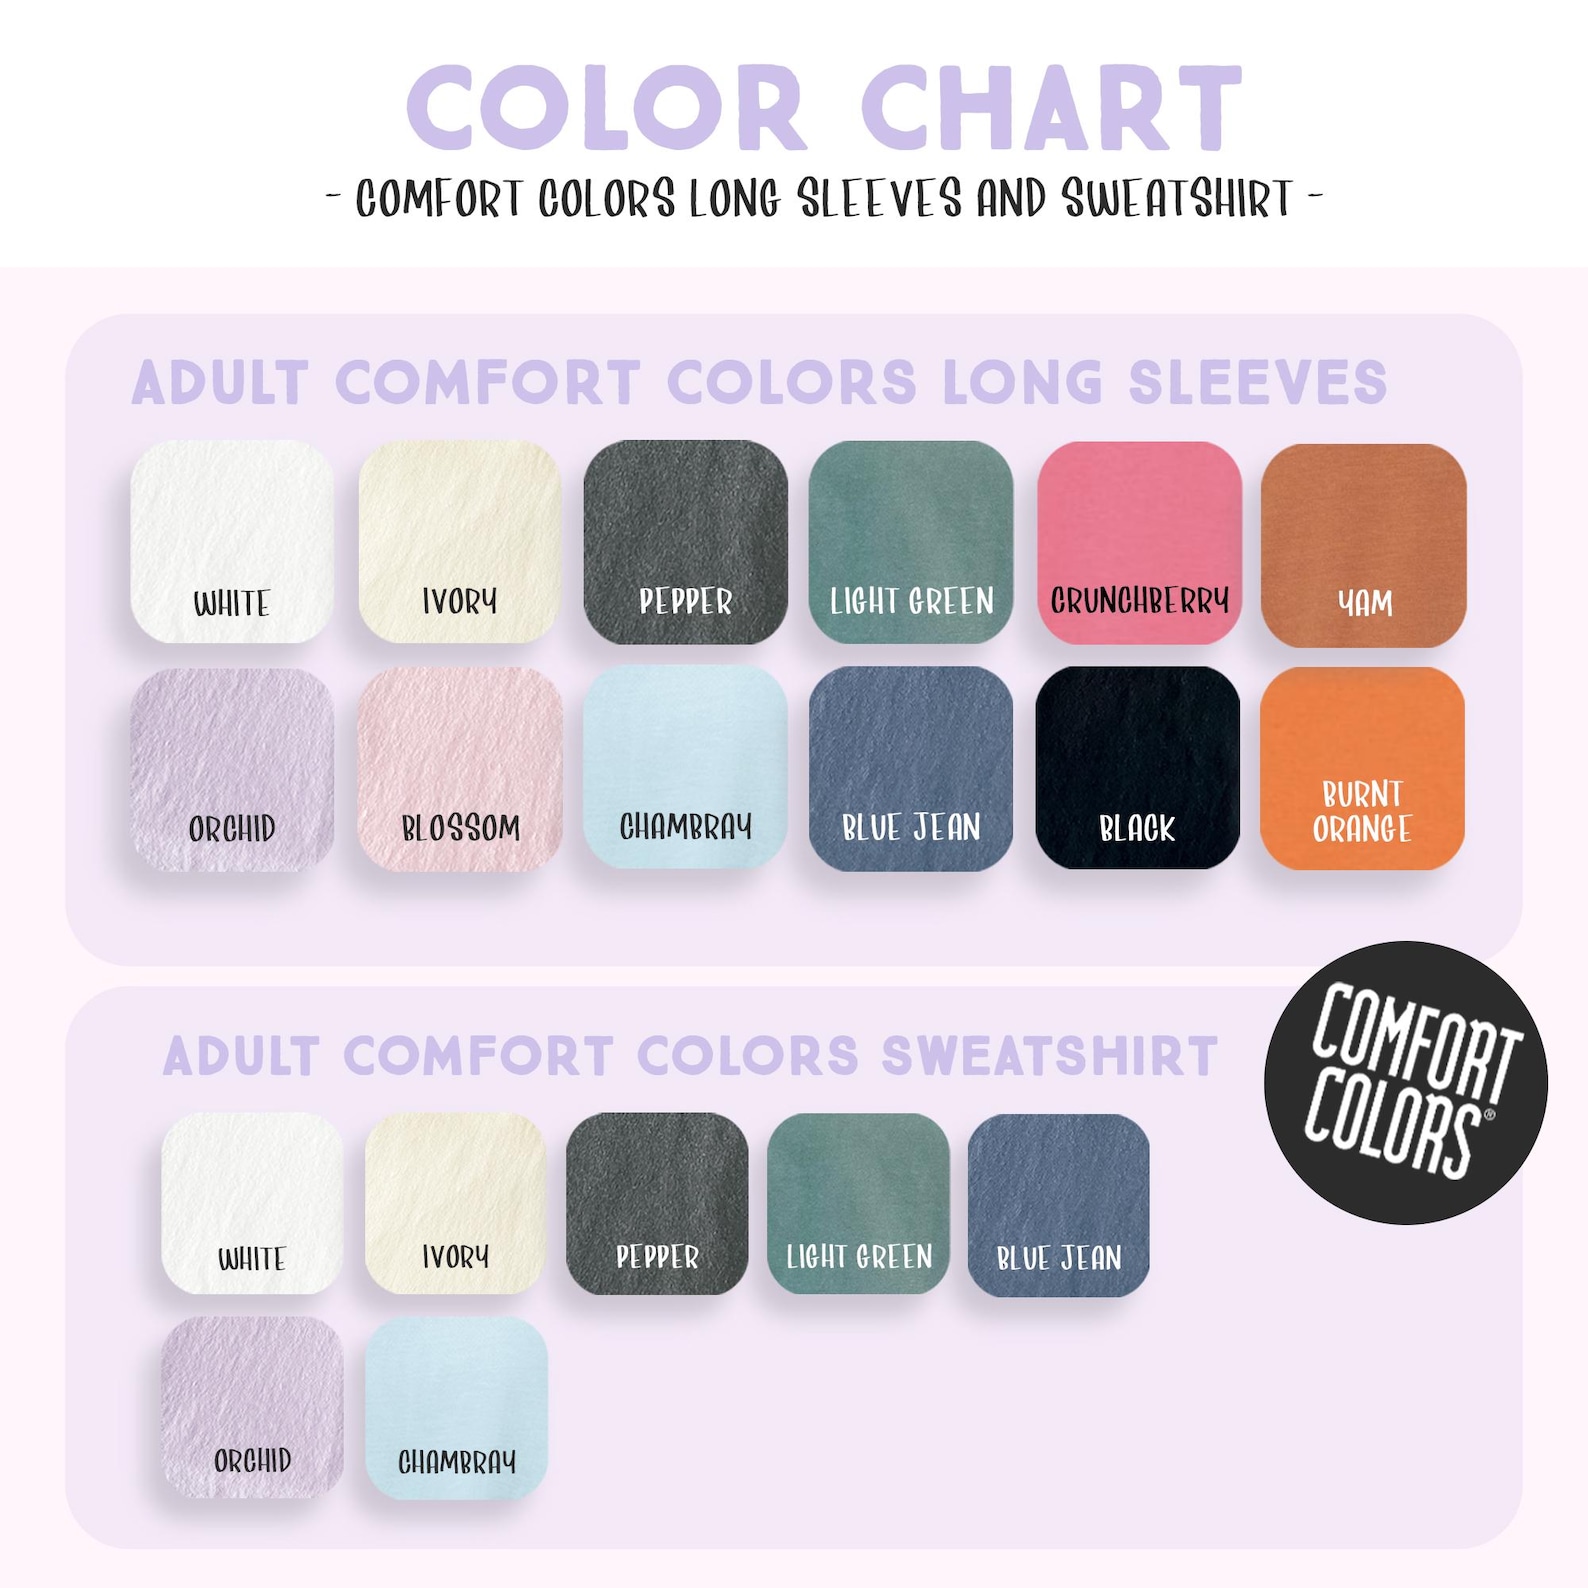 COLOR CHART
- COMFORT COLORS LONG SLEEVES AND SWEATSHIRT -
ADULT COMFORT COLORS LONG SLEEVES
WHITE
IVORY
PEPPER
LIGHT GREEN
CRUNCHBERRY
YAM
ORCHID
BLOSSOM
CHAMBRAY
BLUE JEAN
BLACK
BURNT
ORANGE
COMFORT
COLORS®
ADULT COMFORT COLORS SWEATSHIRT
WHITE
IVORY
PEPPER
LIGHT GREEN
BLUE JEAN
ORCHID
CHAMBRAY